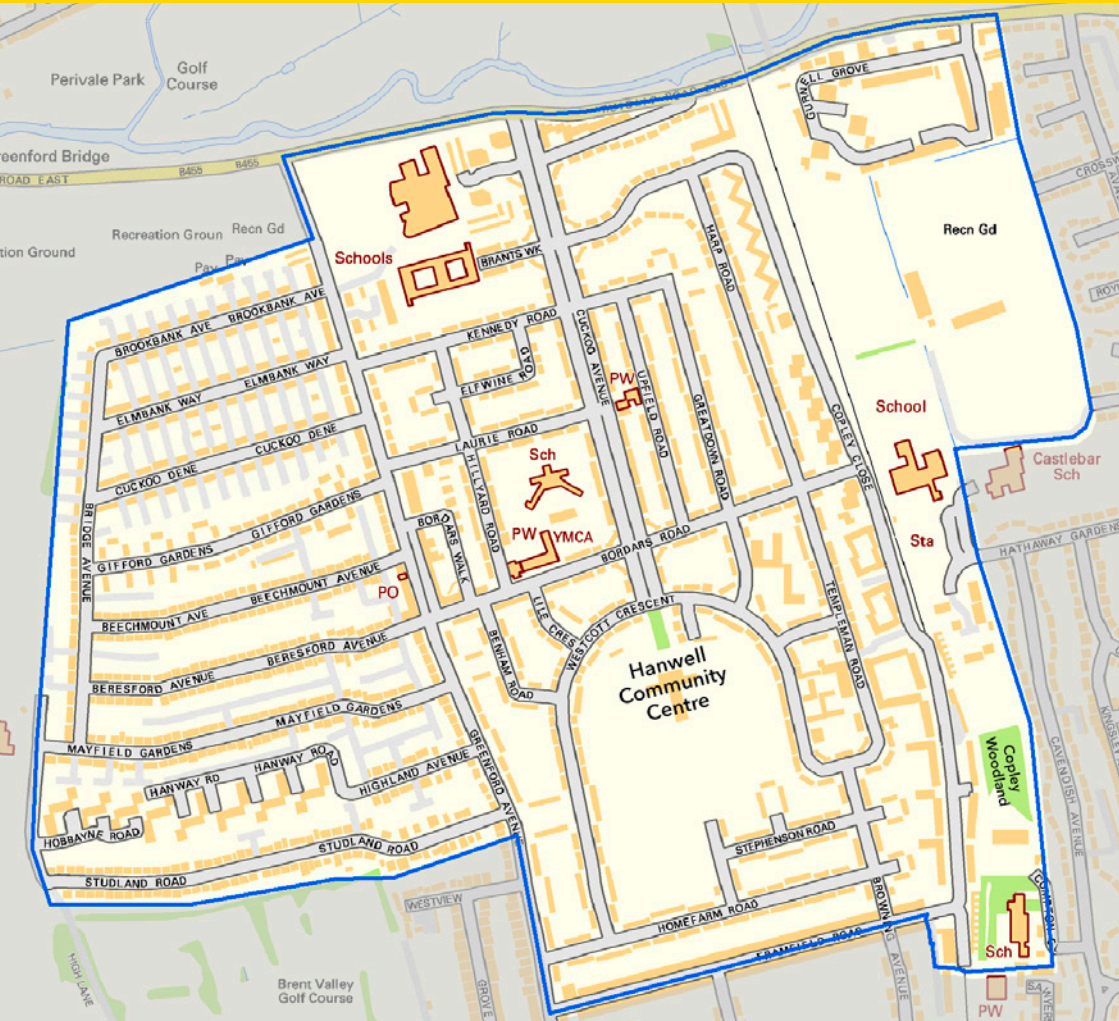 Perivale Park
Golf
Course
GURNELL GROVE
reenford Bridge
ROAD EAST
B455
B455
Recreation Groun
Recn Gd
tion Ground
Pav
Pav
Schools
BRANTS WK
HARP ROAD
Recn Gd
BROOKBANK AVE
BROOKBANK AVE
KENNEDY ROAD
CUCKOO AVENUE
ELMBANK WAY
ELMBANK WAY
ELFWINE ROAD
PW
UPFIELD ROAD
GREATDOWN ROAD
COPLEY CLOSE
School
CUCKOO DENE
CUCKOO DENE
LAURIE ROAD
HILLYARD ROAD
Sch
Castlebar
Sch
GIFFORD GARDENS
GIFFORD GARDENS
BRIDGE AVENUE
BORDARS WALK
PW
YMCA
BORDARS ROAD
Sta
HATHAWAY GARDENS
BEECHMOUNT AVE
BEECHMOUNT AVENUE
PO
LILE CRES
WESTCOTT CRESCENT
TEMPLEMAN ROAD
BERESFORD AVENUE
BERESFORD AVENUE
BENHAM ROAD
Hanwell
Community
Centre
MAYFIELD GARDENS
MAYFIELD GARDENS
GREENFORD AVENUE
HANWAY RD
HANWAY ROAD
HIGHLAND AVENUE
Copley
Woodland
CAVENDISH AVENUE
KINGSLEY
HOBBAYNE ROAD
STUDLAND ROAD
STUDLAND ROAD
STEPHENSON ROAD
WESTVIEW
HOMEFARM ROAD
BROWNING
AVENUE
FRAMFIELD ROAD
Sch
HIGH LANE
Brent Valley
Golf Course
GROVE
PW